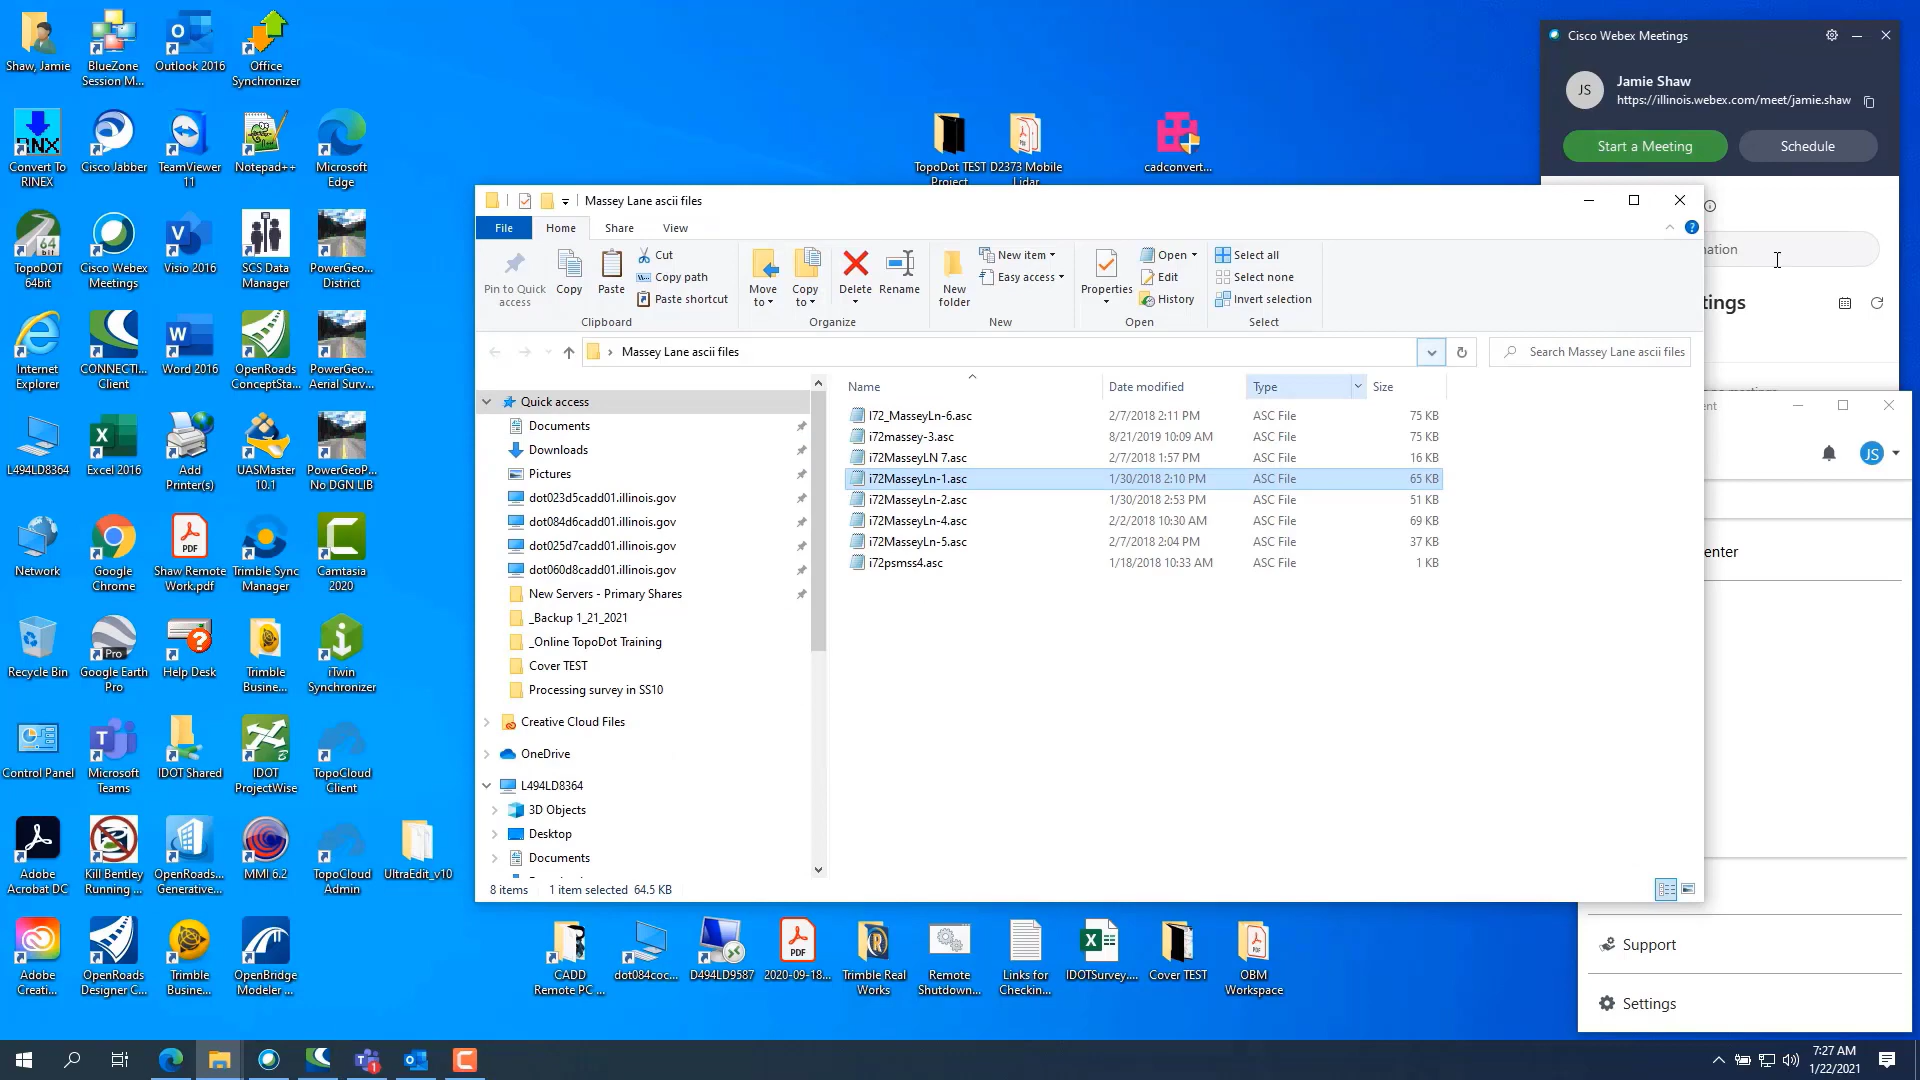 Shaw, Jamie
BlueZone
Session M...
Outlook 2016
Office
Synchronizer
Convert To
RINEX
RNX
Cisco Jabber
TeamViewer
11
Notepad++
Microsoft
Edge
TopoDOT
64bit
64
BIT
Cisco Webex
Meetings
Visio 2016
SCS Data
Manager
PowerGeo...
District
Internet
Explorer
CONNECTI...
Client
Word 2016
OpenRoads
ConceptSta...
PowerGeo...
Aerial Surv...
L494LD8364
Excel 2016
Add
Printer(s)
UASMaster
10.1
PowerGeoP...
No DGN LIB
Network
Google
Chrome
PDF
Shaw Remote
Work.pdf
Trimble Sync
Manager
Camtasia
2020
Recycle Bin
Pro
Google Earth
Pro
Help Desk
Trimble
Busine...
iTwin
Synchronizer
Control Panel
Microsoft
Teams
IDOT Shared
IDOT
ProjectWise
TopoCloud
Client
Adobe
Acrobat DC
Kill Bentley
Running ...
OpenRoads...
Generative...
MMI 6.2
TopoCloud
Admin
UltraEdit_v10
Adobe
Creati...
OpenRoads
Designer C...
Trimble
Busine...
OpenBridge
Modeler ...
TopoDot TEST
Project
D2373 Mobile
Lidar
cadconvert...
Massey Lane ascii files
File
Home
Share
View
Pin to Quick
access
Copy
Paste
Cut
Copy path
Paste shortcut
Clipboard
Move
to
Copy
to
Delete
Rename
Organize
New
folder
New item
Easy access
New
Properties
Open
Edit
History
Open
Select all
Select none
Invert selection
Select
Massey Lane ascii files
Search Massey Lane ascii files
Quick access
Documents
Downloads
Pictures
dot023d5cadd01.illinois.gov
dot084d6cadd01.illinois.gov
dot025d7cadd01.illinois.gov
dot060d8cadd01.illinois.gov
New Servers - Primary Shares
_Backup 1_21_2021
_Online TopoDot Training
Cover TEST
Processing survey in SS10
Creative Cloud Files
OneDrive
L494LD8364
3D Objects
Desktop
Documents
Name Date modified Type Size
I72_MasseyLn-6.asc 2/7/2018 2:11 PM ASC File 75 KB
i72massey-3.asc 8/21/2019 10:09 AM ASC File 75 KB
i72MasseyLN 7.asc 2/7/2018 1:57 PM ASC File 16 KB
i72MasseyLn-1.asc 1/30/2018 2:10 PM ASC File 65 KB
i72MasseyLn-2.asc 1/30/2018 2:53 PM ASC File 51 KB
i72MasseyLn-4.asc 2/2/2018 10:30 AM ASC File 69 KB
i72MasseyLn-5.asc 2/7/2018 2:04 PM ASC File 37 KB
i72psmss4.asc 1/18/2018 10:33 AM ASC File 1 KB
8 items 1 item selected 64.5 KB
CADD
Remote PC ...
dot084coc...
D494LD9587
PDF
2020-09-18...
Trimble Real
Works
Remote
Shutdown...
Links for
Checkin...
IDOTSurvey....
Cover TEST
OBM
Workspace
Cisco Webex Meetings
JS
Jamie Shaw
https://illinois.webex.com/meet/jamie.shaw
Start a Meeting
Schedule
JS
Support
Settings
7:27 AM
1/22/2021